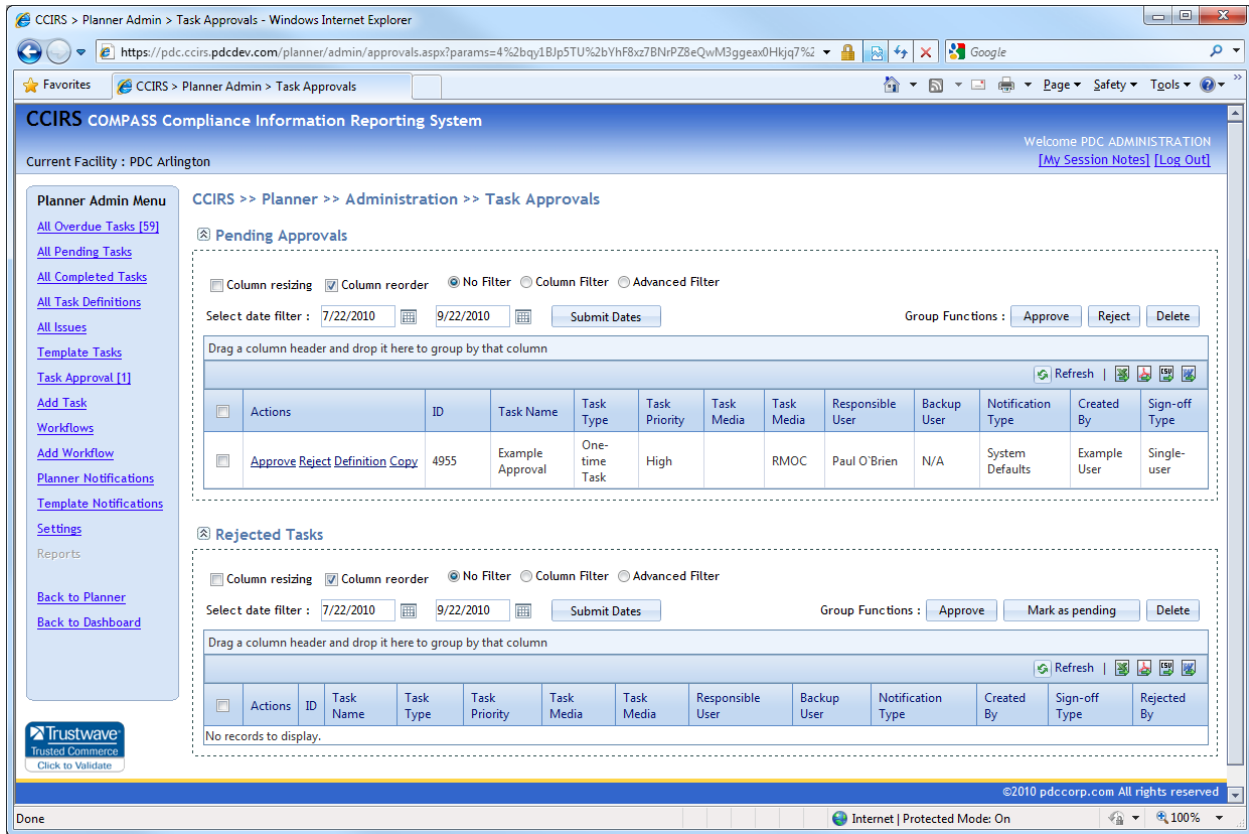 CCIRS > Planner Admin > Task Approvals - Windows Internet Explorer
https://pdc.ccirs.pdcdev.com/planner/admin/approvals.aspx?params=4%2bqy1BJp5TU%2bYhF8xz7BNrPZ8eQwM3ggeax0Hkjq7%2 Google
Favorites CCIRS > Planner Admin > Task Approvals Page Safety Tools
CCIRS COMPASS Compliance Information Reporting System
Welcome PDC ADMINISTRATION
Current Facility : PDC Arlington [My Session Notes] [Log Out]
Planner Admin Menu
All Overdue Tasks [59]
All Pending Tasks
All Completed Tasks
All Task Definitions
All Issues
Template Tasks
Task Approval [1]
Add Task
Workflows
Add Workflow
Planner Notifications
Template Notifications
Settings
Reports
Back to Planner
Back to Dashboard
Trustwave
Trusted Commerce
Click to Validate
CCIRS >> Planner >> Administration >> Task Approvals
Pending Approvals
Column resizing Column reorder No Filter Column Filter Advanced Filter
Select date filter : 7/22/2010 9/22/2010 Submit Dates Group Functions : Approve Reject Delete
Drag a column header and drop it here to group by that column
Refresh | CSV
Actions ID Task Name Task Type Task Priority Task Media Task Media Responsible User Backup User Notification Type Created By Sign-off Type
Approve Reject Definition Copy 4955 Example Approval One-time Task High RMOC Paul O`Brien N/A System Defaults Example User Single-user
Rejected Tasks
Column resizing Column reorder No Filter Column Filter Advanced Filter
Select date filter : 7/22/2010 9/22/2010 Submit Dates Group Functions : Approve Mark as pending Delete
Drag a column header and drop it here to group by that column
Refresh | CSV
Actions ID Task Name Task Type Task Priority Task Media Task Media Responsible User Backup User Notification Type Created By Sign-off Type Rejected By
No records to display.
©2010 pdccorp.com All rights reserved
Done Internet | Protected Mode: On 100%